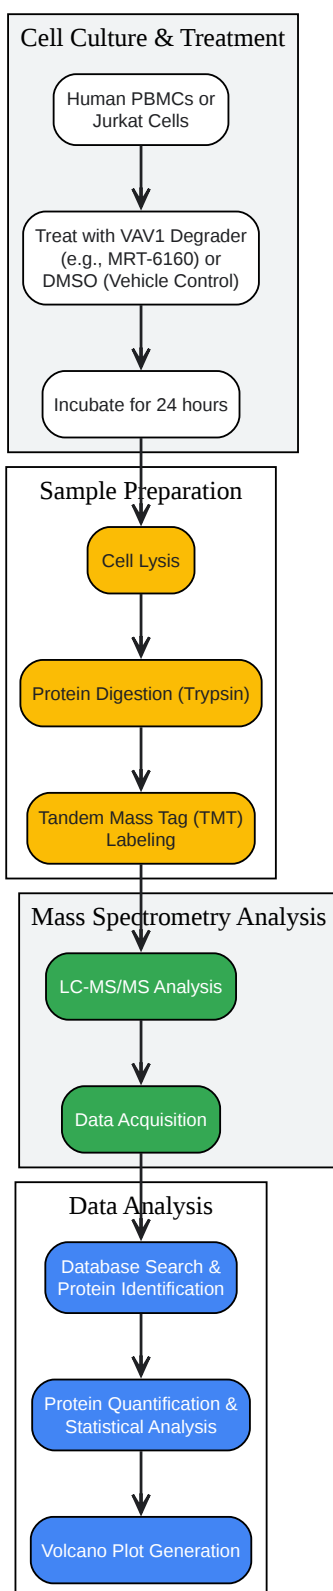 Cell Culture & Treatment
Human PBMCs or
Jurkat Cells
Treat with VAV1 Degrader
(e.g., MRT-6160) or
DMSO (Vehicle Control)
Incubate for 24 hours
Sample Preparation
Cell Lysis
Protein Digestion (Trypsin)
Tandem Mass Tag (TMT)
Labeling
Mass Spectrometry Analysis
LC-MS/MS Analysis
Data Acquisition
Data Analysis
Database Search &
Protein Identification
Protein Quantification &
Statistical Analysis
Volcano Plot Generation